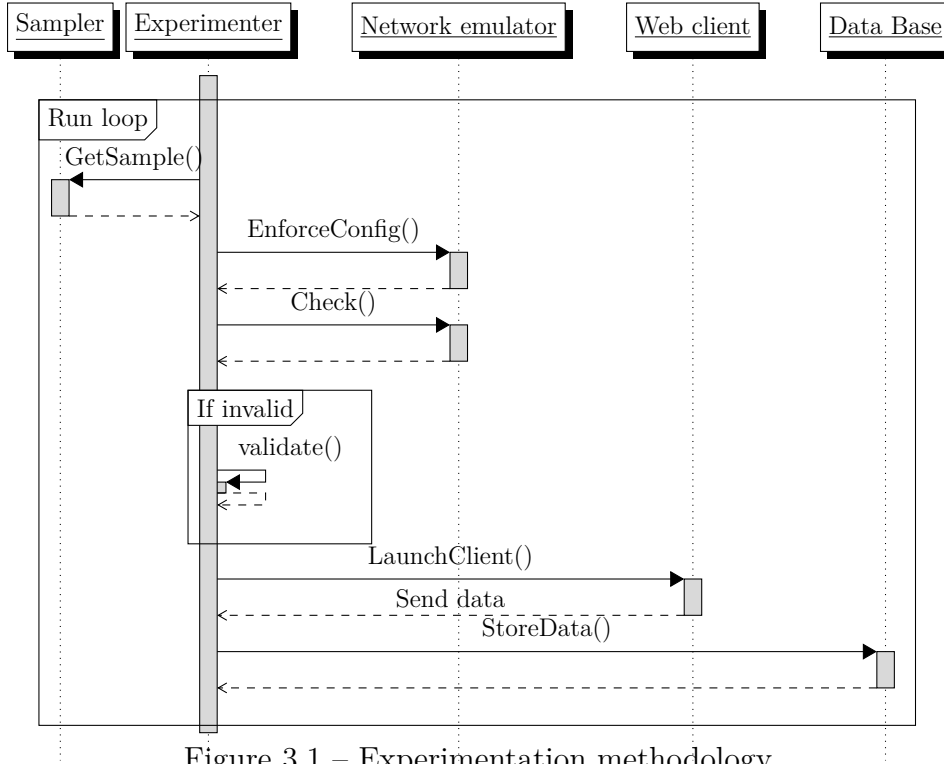 Sampler
Experimenter
Network emulator
Web client
Data Base
Run loop
GetSample()
EnforceConfig()
Check()
If invalid
validate()
LaunchClient()
Send data
StoreData()
Figure 3.1 – Experimentation methodology